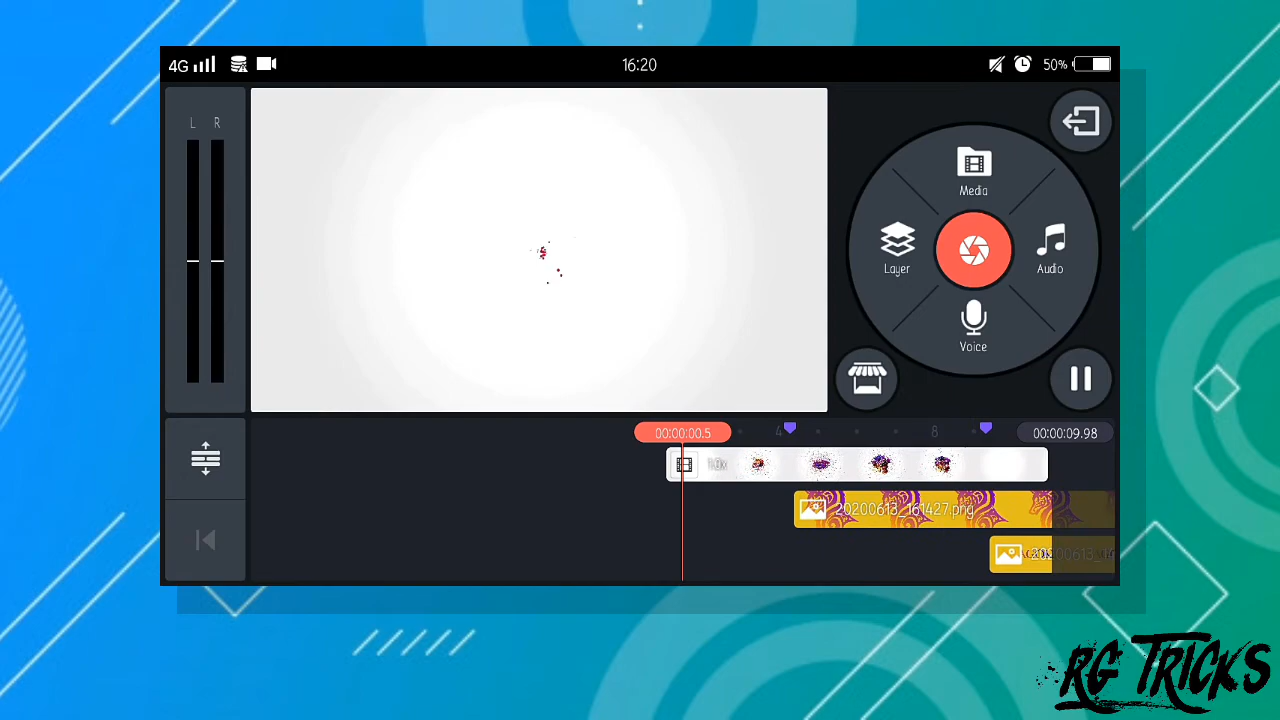 4G 16:20 50%
L R
Media
Layer
Audio
Voice
00:00:00.5 4 8 00:00:09.98
1.0x
20200613_161427.png
RG TRICKS